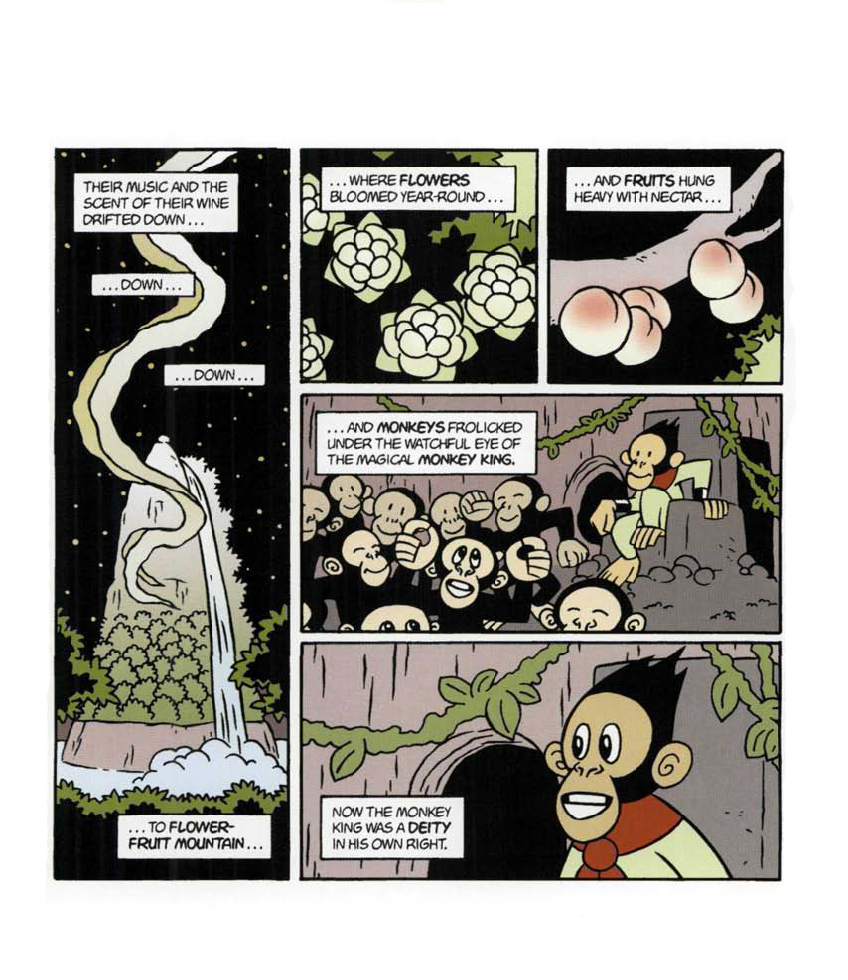 THEIR MUSIC AND THE
SCENT OF THEIR WINE
DRIFTED DOWN...
...DOWN...
...DOWN...
...TO FLOWER-
FRUIT MOUNTAIN...
...WHERE FLOWERS
BLOOMED YEAR-ROUND...
...AND FRUITS HUNG
HEAVY WITH NECTAR...
...AND MONKEYS FROLICKED
UNDER THE WATCHFUL EYE OF
THE MAGICAL MONKEY KING.
NOW THE MONKEY
KING WAS A DEITY
IN HIS OWN RIGHT.